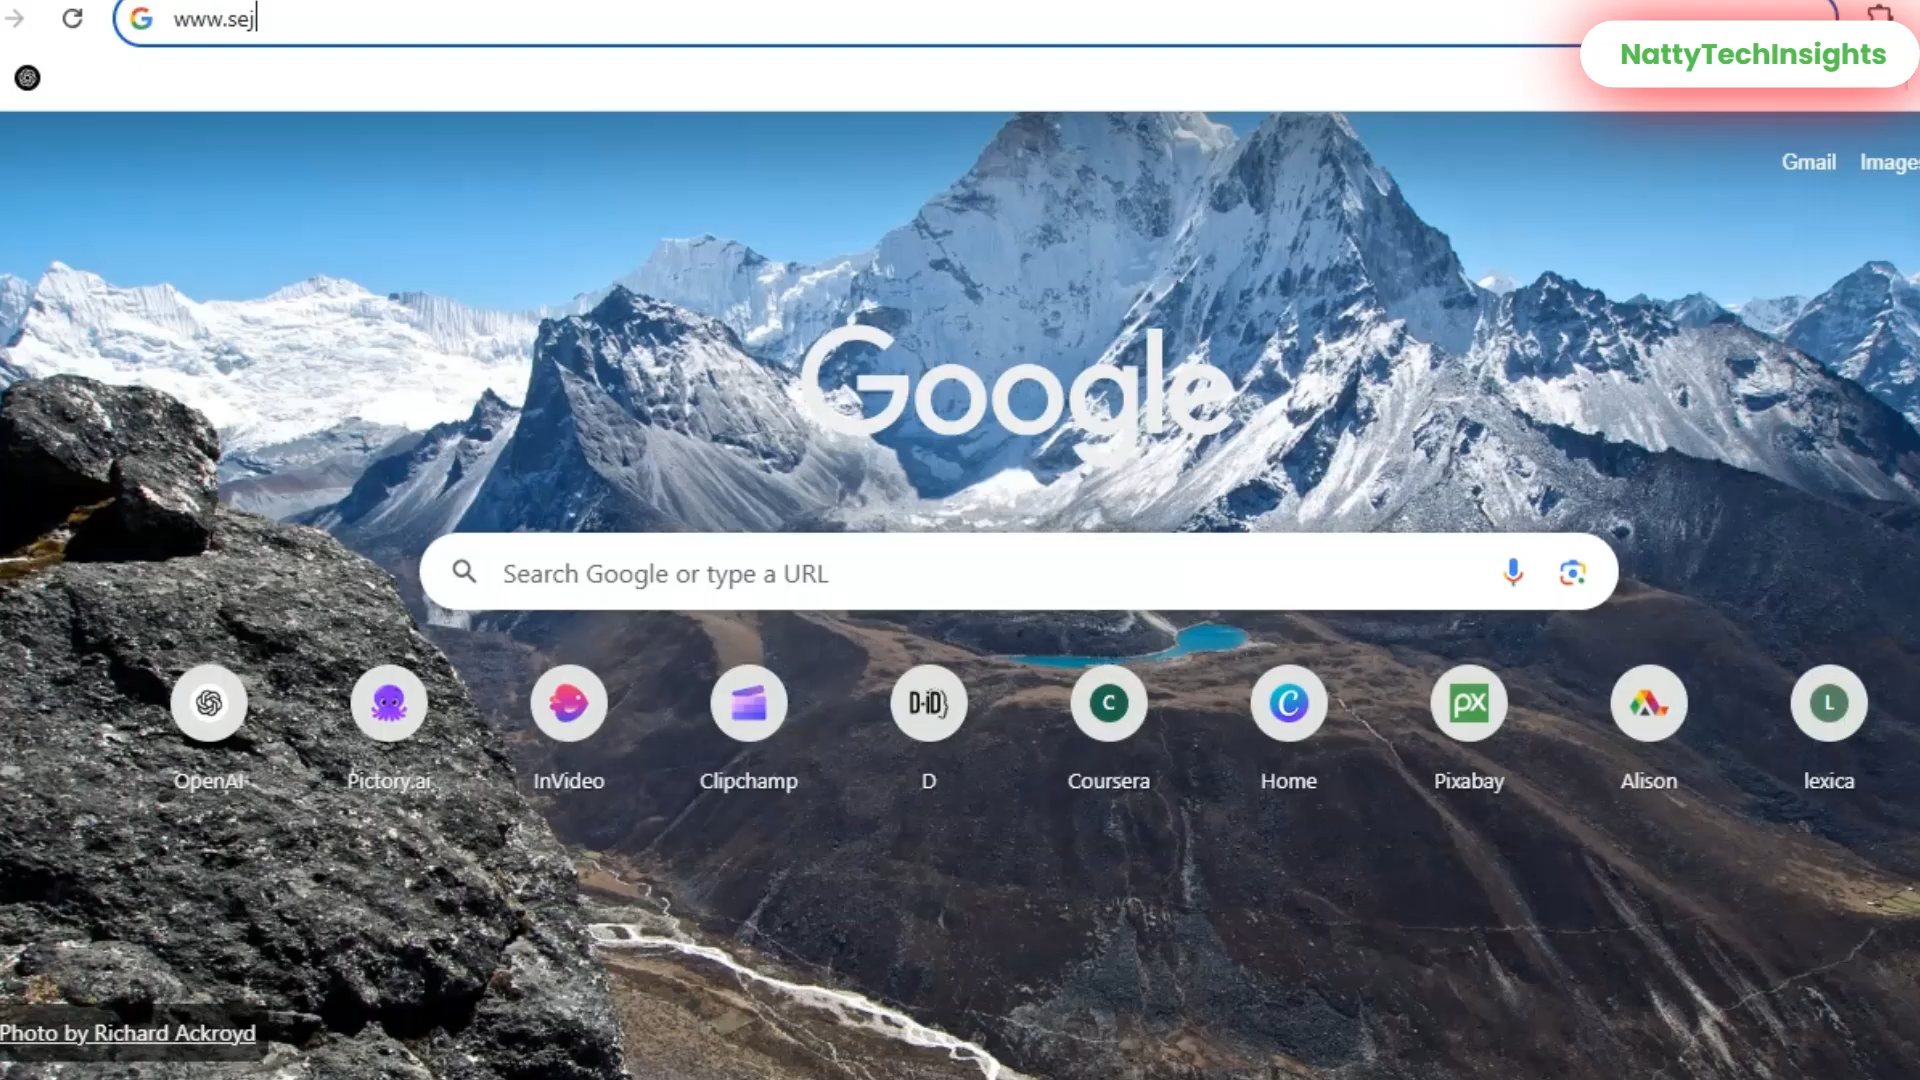 www.sej
NattyTechInsights
Gmail
Images
Google
Search Google or type a URL
D-iD
C
C
px
L
OpenAI
Pictory.ai
InVideo
Clipchamp
D
Coursera
Home
Pixabay
Alison
lexica
Photo by Richard Ackroyd